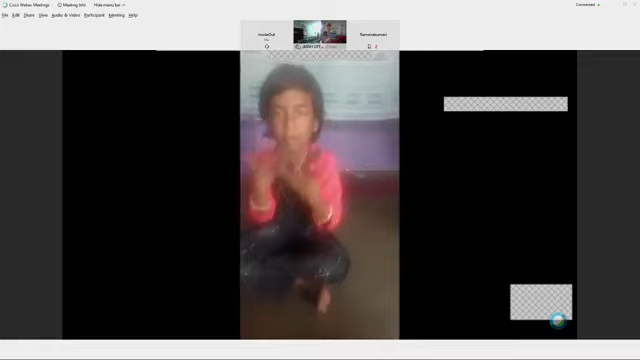 Cisco Webex Meetings Meeting Info Hide menu bar Connected
File Edit Share View Audio & Video Participant Meeting Help
InsideOut Ramnakumari